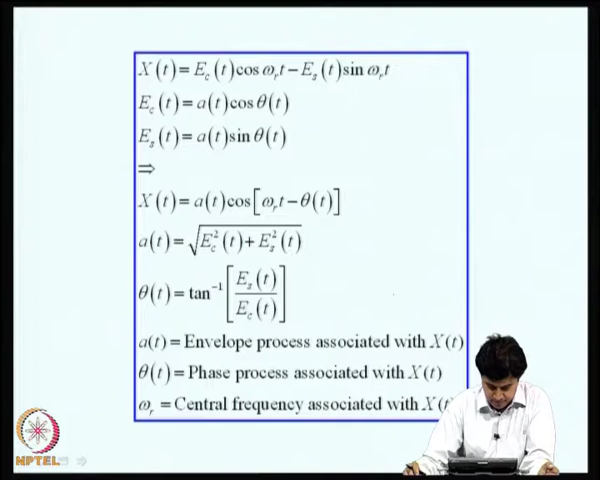 X(t) = E_c(t)cos ω_r t − E_s(t)sin ω_r t
E_c(t) = a(t)cos θ(t)
E_s(t) = a(t)sin θ(t)
⇒
X(t) = a(t)cos[ω_r t − θ(t)]
a(t) = √(E_c²(t) + E_s²(t))
θ(t) = tan⁻¹[E_s(t)/E_c(t)]
a(t) = Envelope process associated with X(t)
θ(t) = Phase process associated with X(t)
ω_r = Central frequency associated with X(t
NPTEL